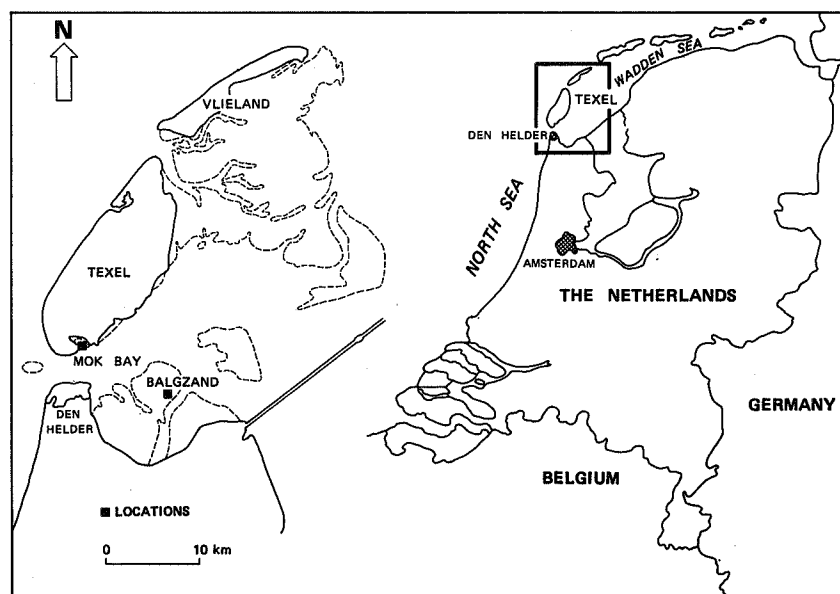 N
VLIELAND
TEXEL
MOK BAY
BALGZAND
DEN
HELDER
LOCATIONS
0 10 km
WADDEN SEA
TEXEL
DEN HELDER
NORTH SEA
AMSTERDAM
THE NETHERLANDS
GERMANY
BELGIUM